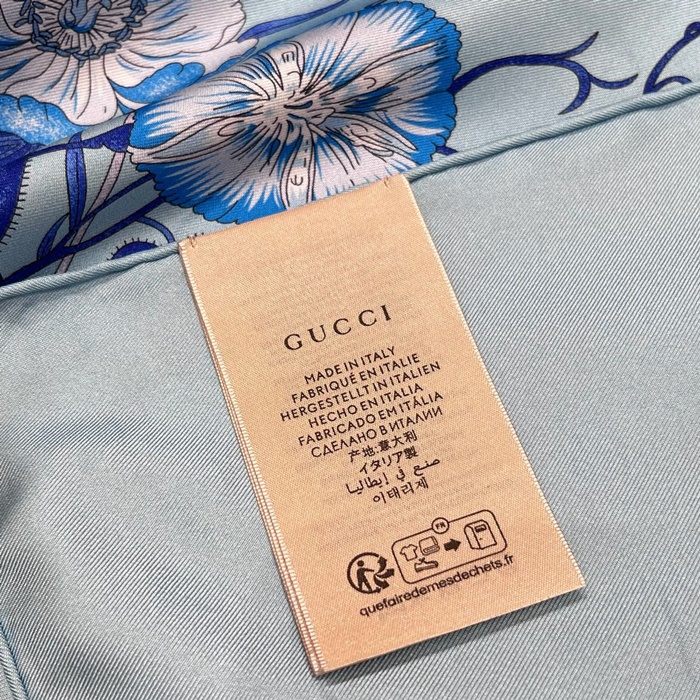 GUCCI
MADE IN ITALY
FABRIQUÉ EN ITALIE
HERGESTELLT IN ITALIEN
HECHO EN ITALIA
FABRICADO EM ITÁLIA
СДЕЛАНО В ИТАЛИИ
产地:意大利
イタリア製
صنع في إيطاليا
이태리제
FR
quefairedemesdechets.fr